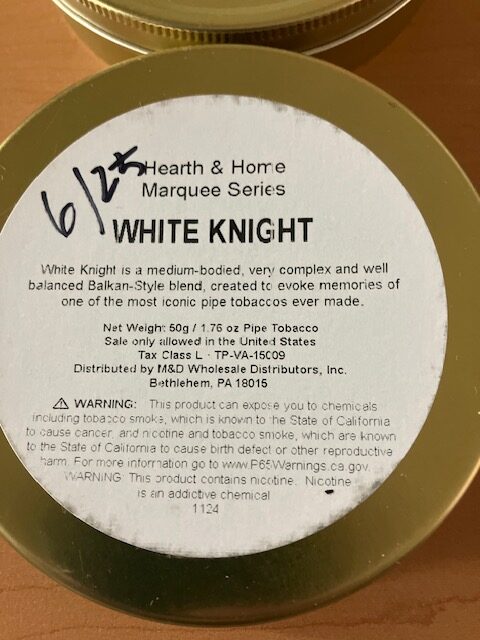 6/25
Hearth & Home
Marquee Series
WHITE KNIGHT
White Knight is a medium-bodied, very complex and well
balanced Balkan-Style blend, created to evoke memories of
one of the most iconic pipe tobaccos ever made.
Net Weight 50g / 1.76 oz Pipe Tobacco
Sale only allowed in the United States
Tax Class L · TP-VA-15009
Distributed by M&D Wholesale Distributors, Inc.
Bethlehem, PA 18015
⚠ WARNING: This product can expose you to chemicals
including tobacco smoke, which is known to the State of California
to cause cancer, and nicotine and tobacco smoke, which are known
to the State of California to cause birth defect or other reproductive
harm. For more information go to www.P65Warnings.ca.gov.
WARNING: This product contains nicotine. Nicotine
is an addictive chemical
1124